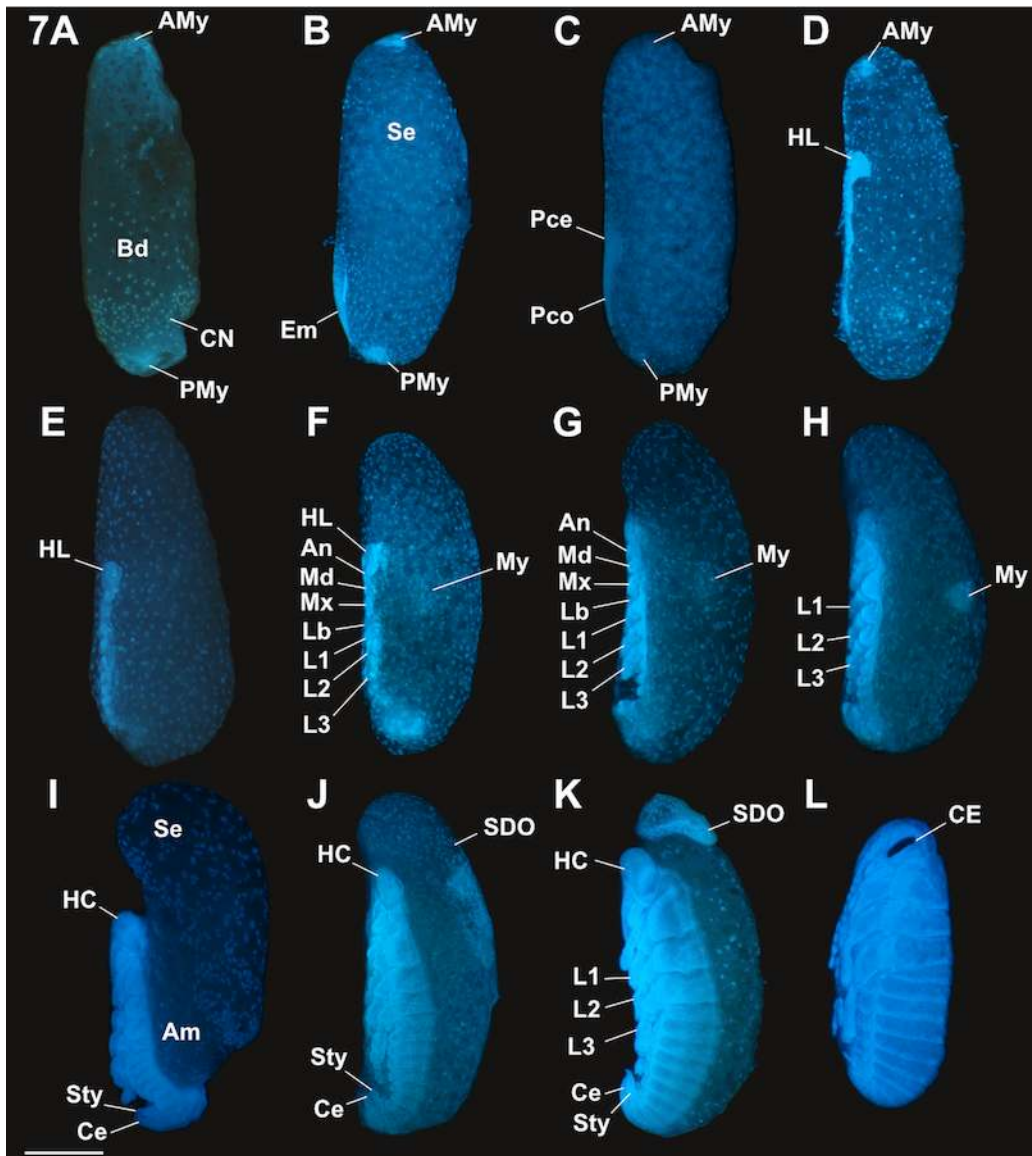 7A
AMy
Bd
CN
PMy
B
AMy
Se
Em
PMy
C
AMy
Pce
Pco
PMy
D
AMy
HL
E
HL
F
HL
An
Md
Mx
Lb
L1
L2
L3
My
G
An
Md
Mx
Lb
L1
L2
L3
My
H
L1
L2
L3
My
I
Se
HC
Am
Sty
Ce
J
SDO
HC
Sty
Ce
K
SDO
HC
L1
L2
L3
Ce
Sty
L
CE